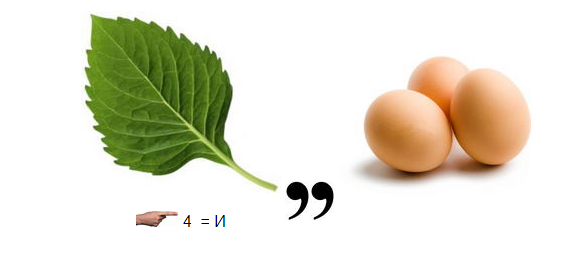 ,,
4 = И